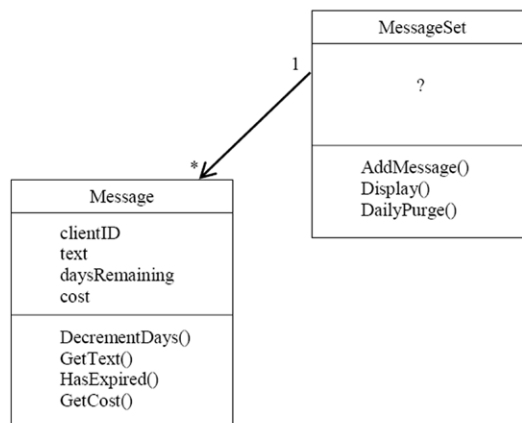 MessageSet
1
?
*
AddMessage()
Display()
DailyPurge()
Message
clientID
text
daysRemaining
cost
DecrementDays()
GetText()
HasExpired()
GetCost()